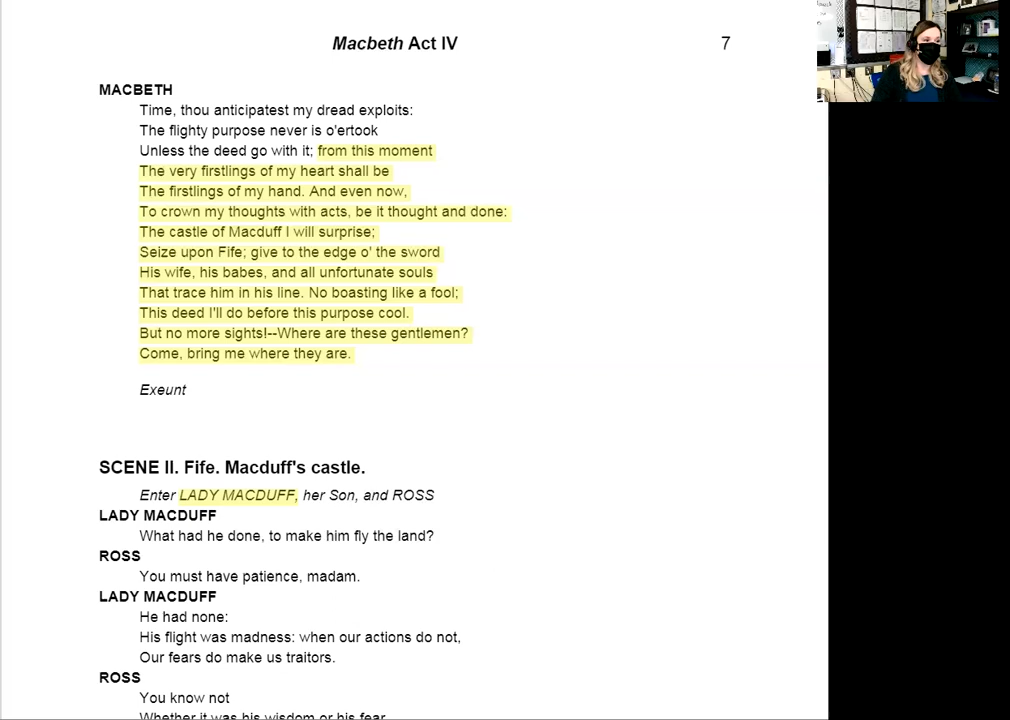 Macbeth Act IV 7
MACBETH
Time, thou anticipatest my dread exploits:
The flighty purpose never is o'ertook
Unless the deed go with it; from this moment
The very firstlings of my heart shall be
The firstlings of my hand. And even now,
To crown my thoughts with acts, be it thought and done:
The castle of Macduff I will surprise;
Seize upon Fife; give to the edge o' the sword
His wife, his babes, and all unfortunate souls
That trace him in his line. No boasting like a fool;
This deed I'll do before this purpose cool.
But no more sights!--Where are these gentlemen?
Come, bring me where they are.
Exeunt
SCENE II. Fife. Macduff's castle.
Enter LADY MACDUFF, her Son, and ROSS
LADY MACDUFF
What had he done, to make him fly the land?
ROSS
You must have patience, madam.
LADY MACDUFF
He had none:
His flight was madness: when our actions do not,
Our fears do make us traitors.
ROSS
You know not
Whether it was his wisdom or his fear